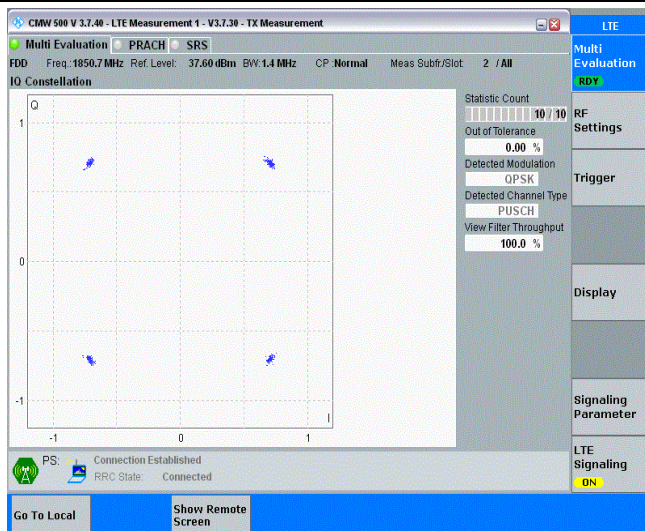 CMW 500 V 3.7.40 - LTE Measurement 1 - V3.7.30 - TX Measurement
LTE
Multi Evaluation PRACH SRS
FDD Freq.:1850.7 MHz Ref. Level: 37.60 dBm BW:1.4 MHz CP :Normal Meas Subfr./Slot: 2 / All
IQ Constellation
Q
1
0
-1
-1 0 1
I
Statistic Count
10 / 10
Out of Tolerance
0.00 %
Detected Modulation
QPSK
Detected Channel Type
PUSCH
View Filter Throughput
100.0 %
Multi
Evaluation
RDY
RF
Settings
Trigger
Display
Signaling
Parameter
LTE
Signaling
ON
PS: Connection Established
RRC State: Connected
Go To Local
Show Remote
Screen